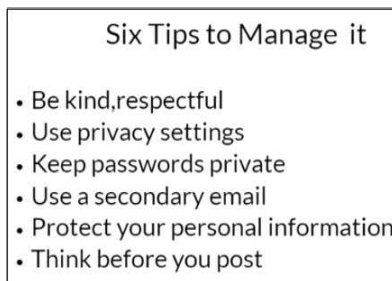 Six Tips to Manage it
• Be kind,respectful
• Use privacy settings
• Keep passwords private
• Use a secondary email
• Protect your personal information
• Think before you post